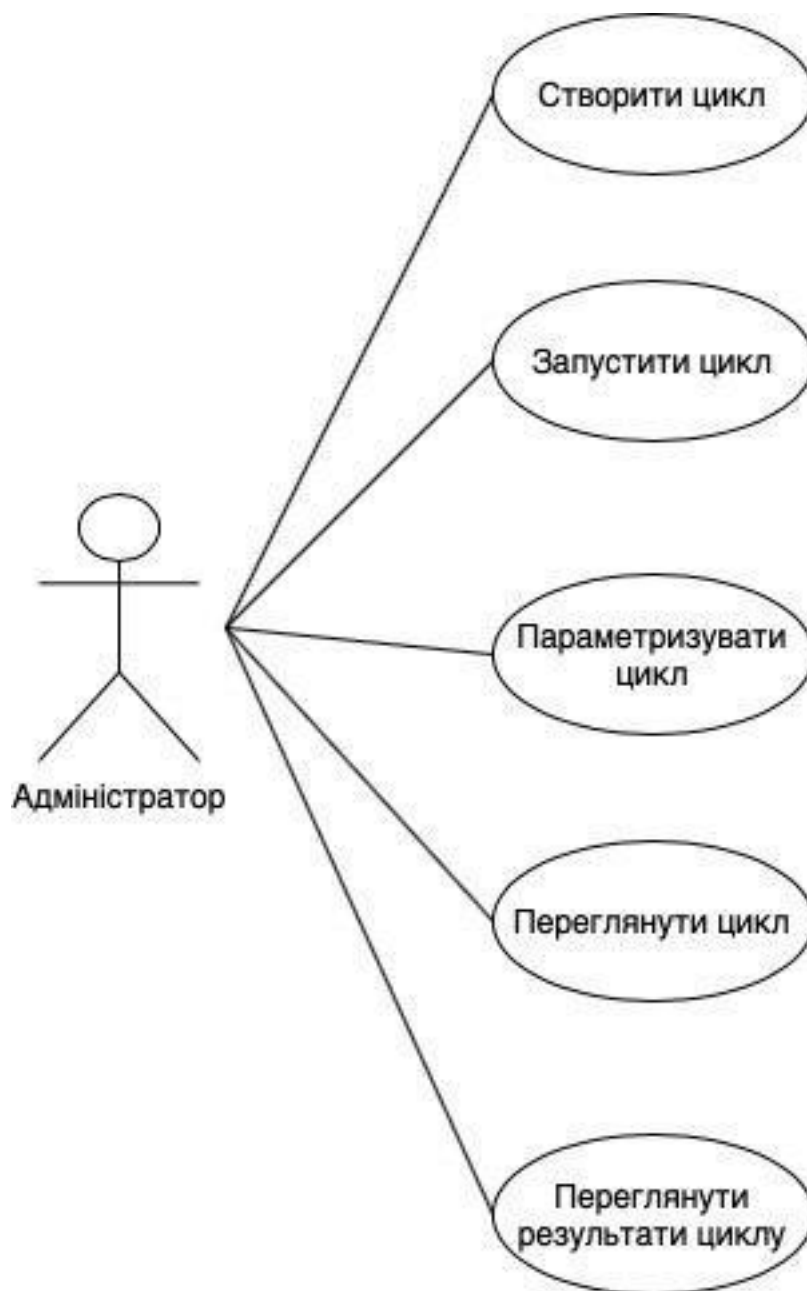 Створити цикл
Запустити цикл
Параметризувати
цикл
Адміністратор
Переглянути цикл
Переглянути
результати циклу